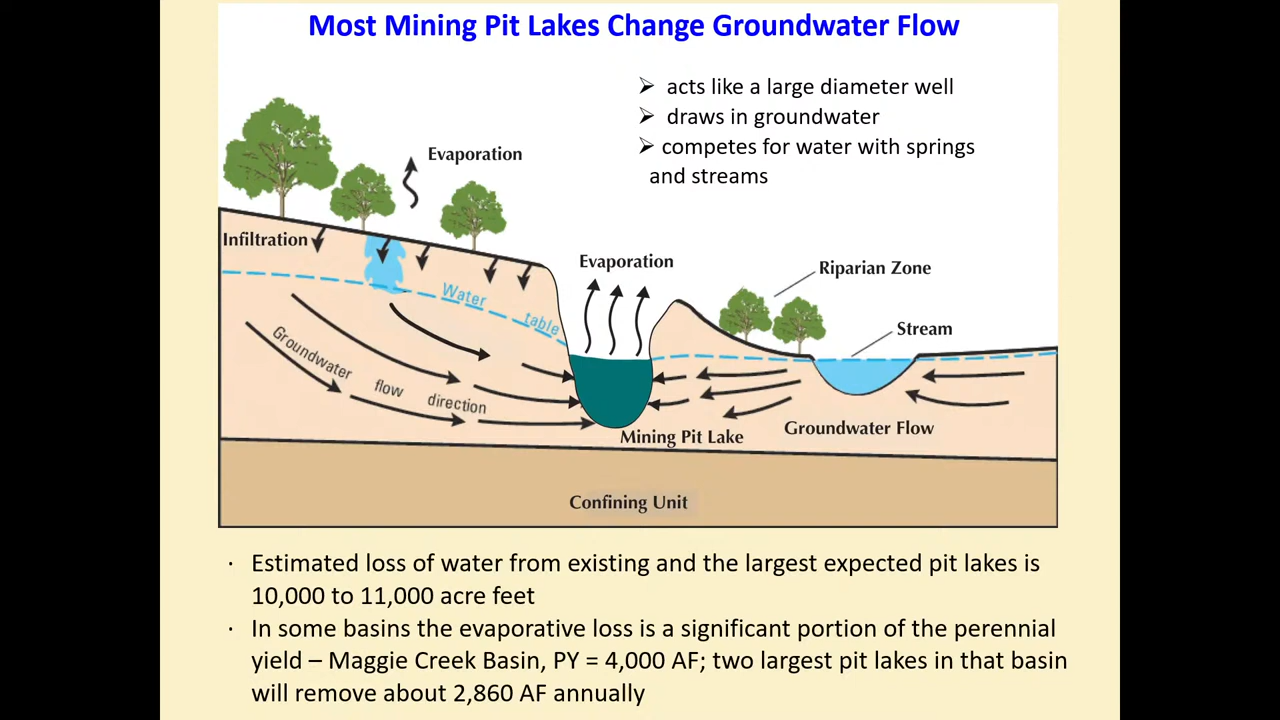 Most Mining Pit Lakes Change Groundwater Flow
➢ acts like a large diameter well
➢ draws in groundwater
➢ competes for water with springs
and streams
Evaporation
Infiltration
Evaporation
Riparian Zone
Water
table
Stream
Groundwater
flow
direction
Mining Pit Lake
Groundwater Flow
Confining Unit
· Estimated loss of water from existing and the largest expected pit lakes is
10,000 to 11,000 acre feet
· In some basins the evaporative loss is a significant portion of the perennial
yield – Maggie Creek Basin, PY = 4,000 AF; two largest pit lakes in that basin
will remove about 2,860 AF annually